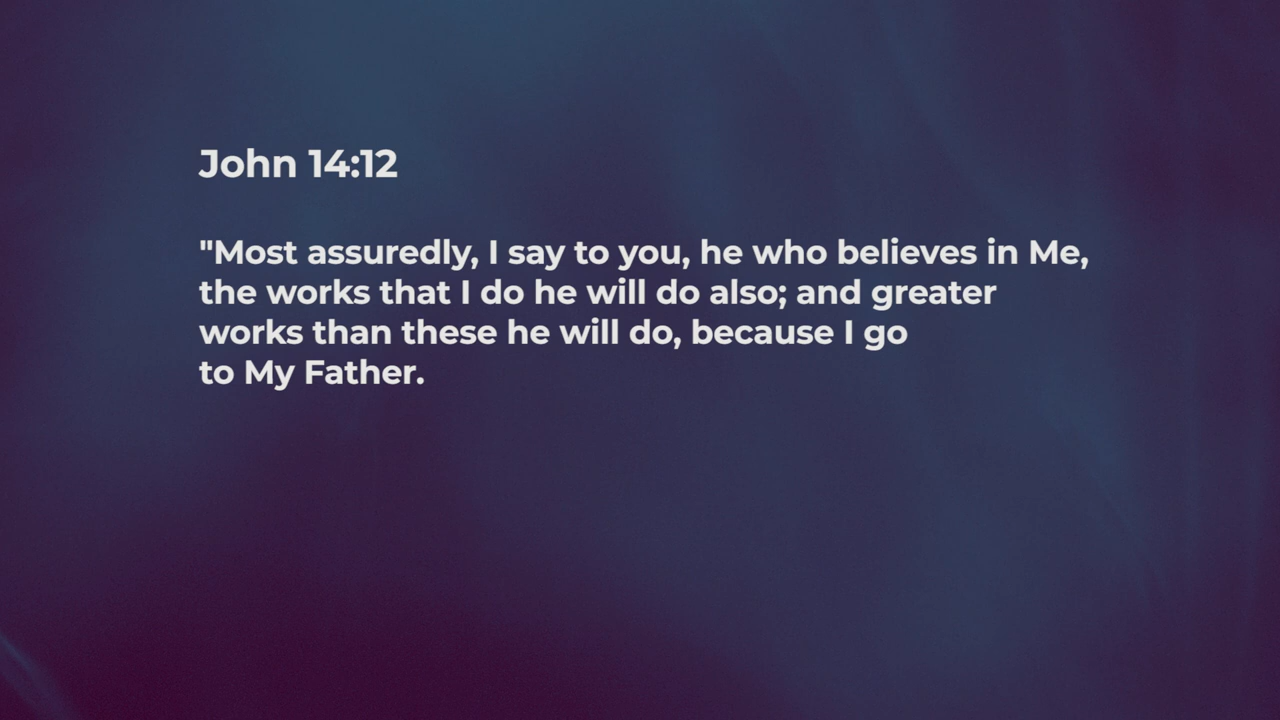 John 14:12
"Most assuredly, I say to you, he who believes in Me,
the works that I do he will do also; and greater
works than these he will do, because I go
to My Father.